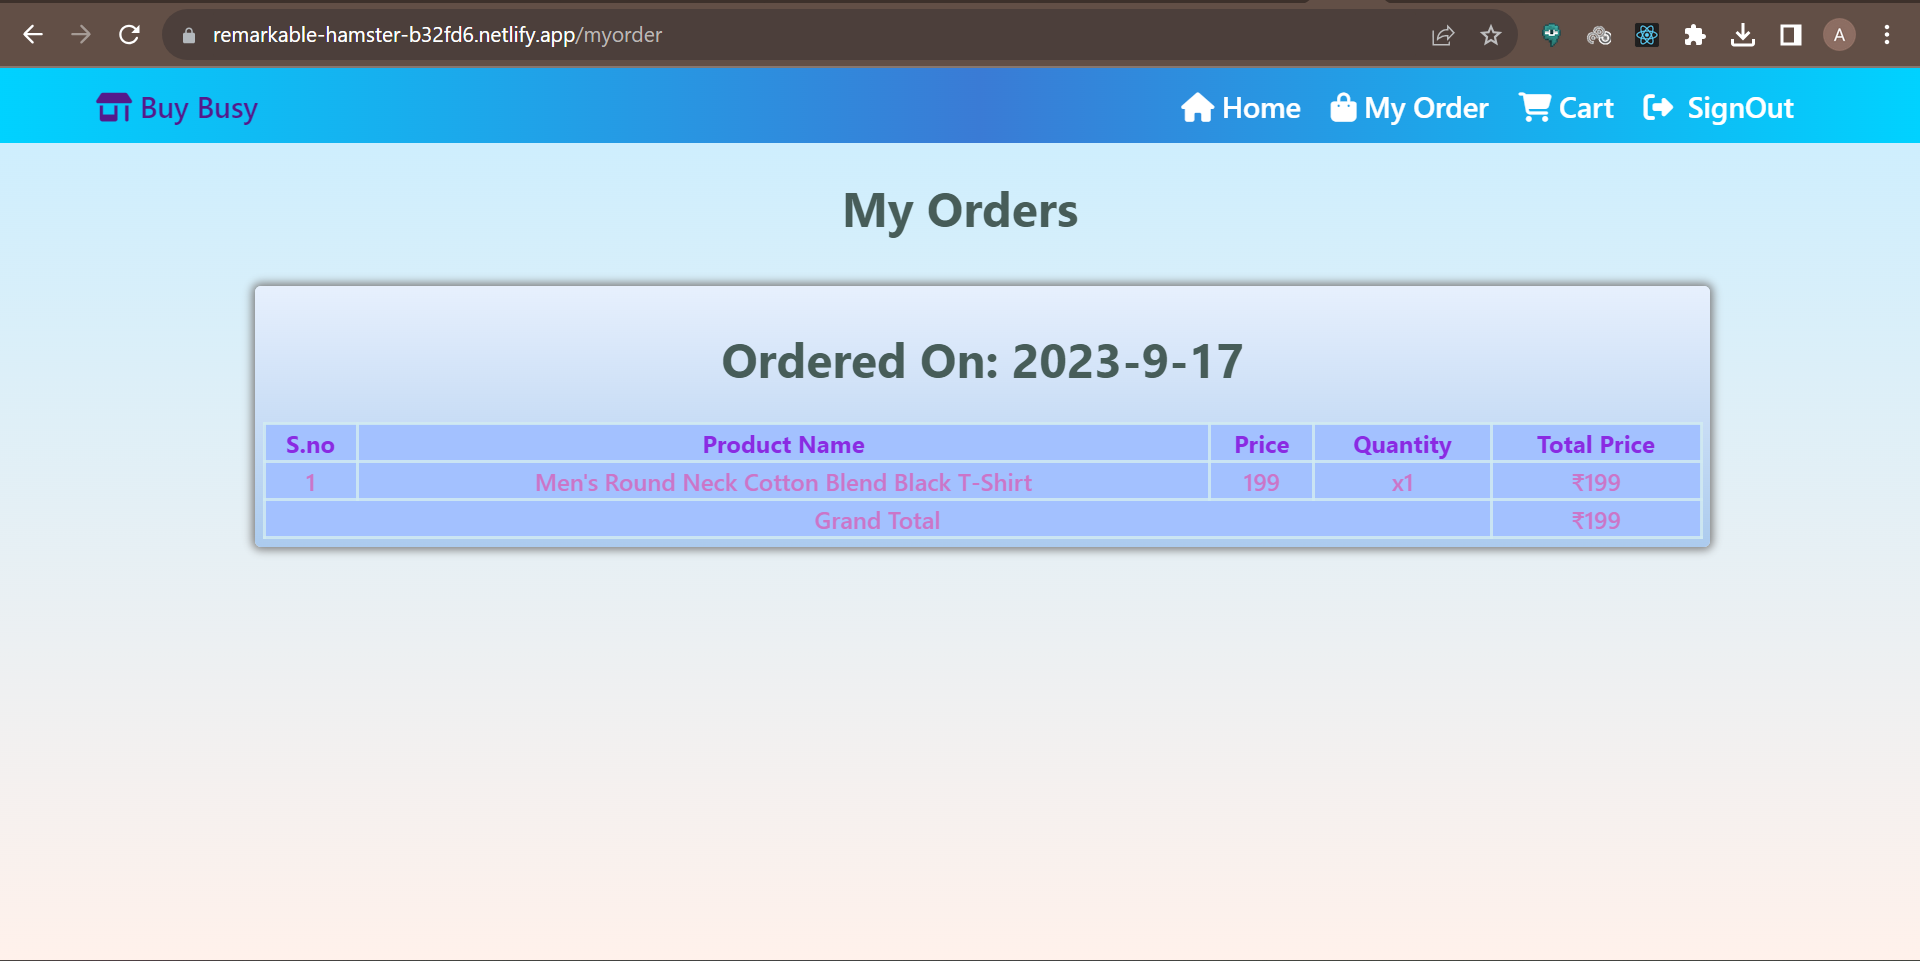 remarkable-hamster-b32fd6.netlify.app/myorder
A
Buy Busy Home My Order Cart SignOut
My Orders
Ordered On: 2023-9-17
S.no Product Name Price Quantity Total Price
1 Men's Round Neck Cotton Blend Black T-Shirt 199 x1 ₹199
Grand Total ₹199